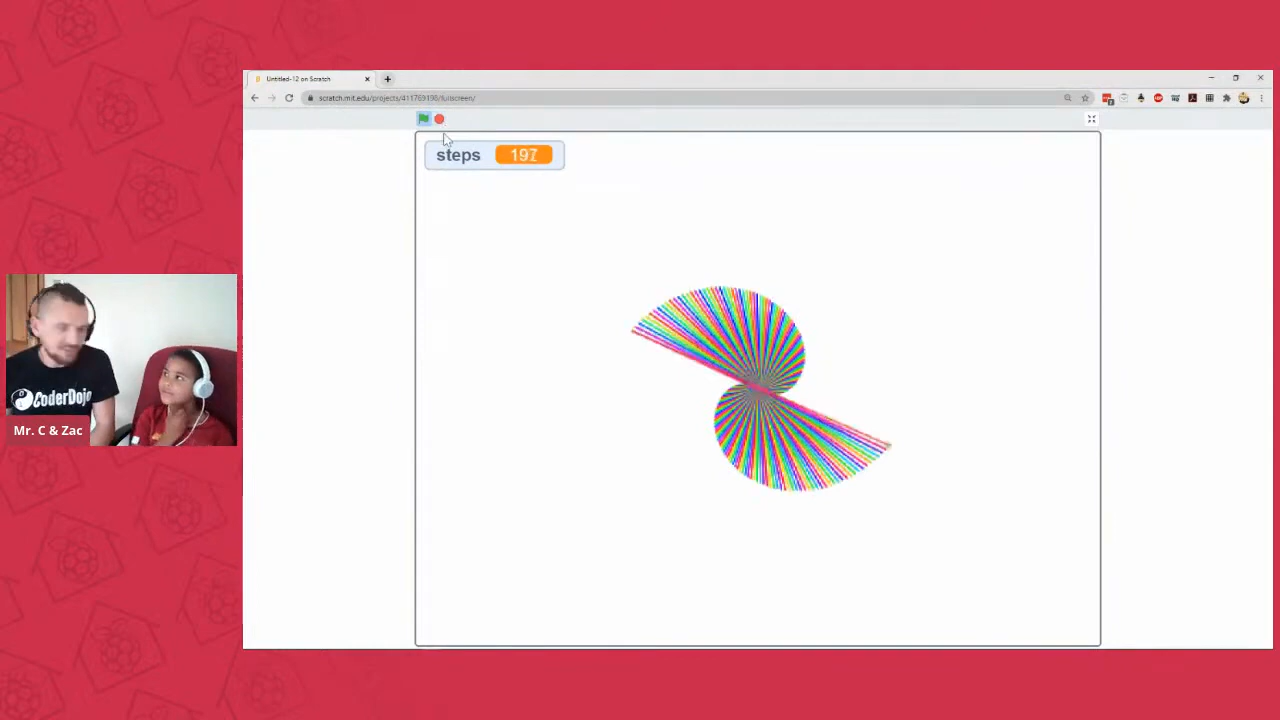 Untitled-12 on Scratch
scratch.mit.edu/projects/411769198/fullscreen/
steps 197
CoderDojo
Mr. C & Zac